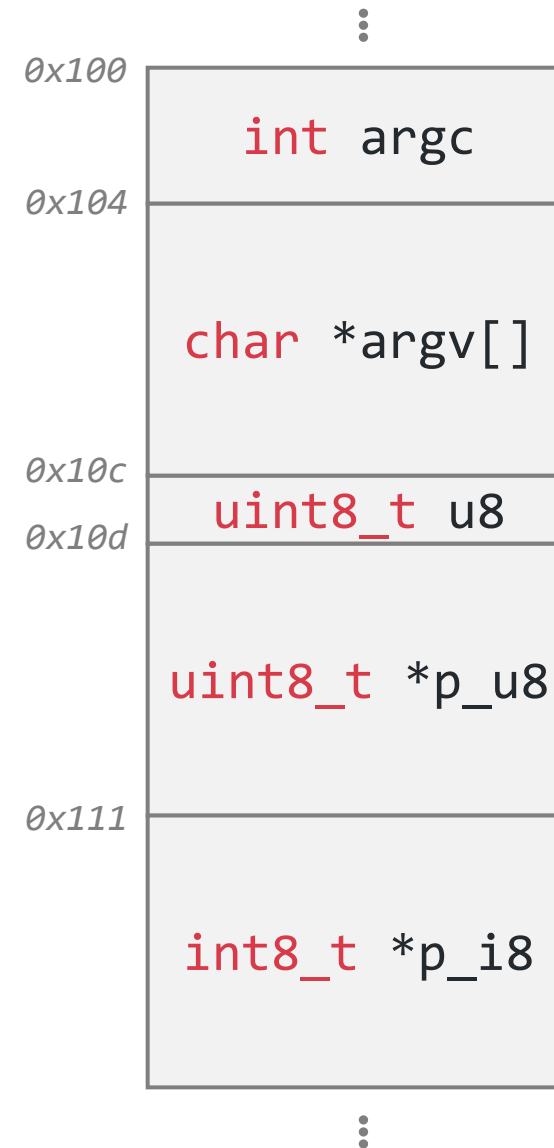 0x100
int argc
0x104
char *argv[]
0x10c
uint8_t u8
0x10d
uint8_t *p_u8
0x111
int8_t *p_i8